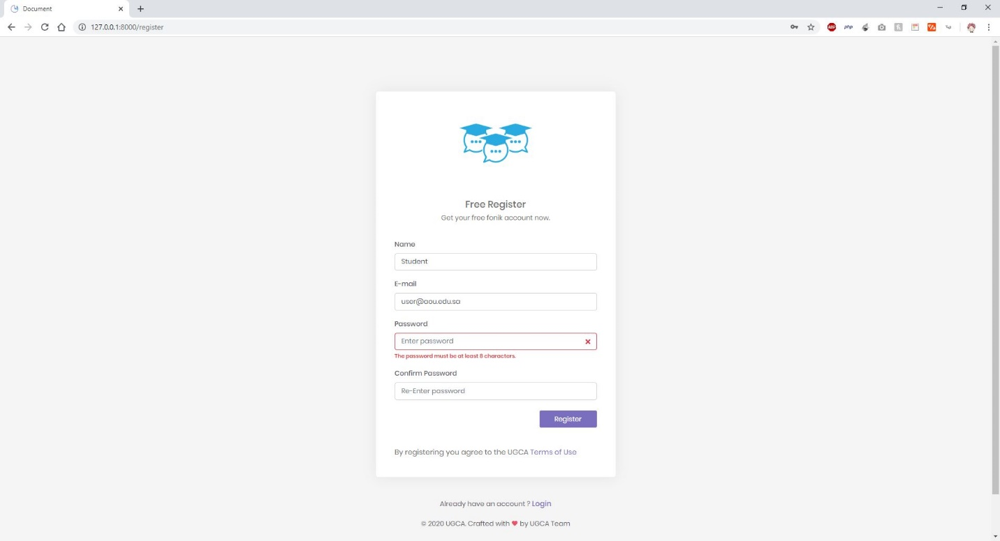 Document
127.0.0.1:8000/register
ABP
php
Free Register
Get your free fonik account now.
Name
Student
E-mail
user@aou.edu.sa
Password
Enter password
The password must be at least 8 characters.
Confirm Password
Re-Enter password
Register
By registering you agree to the UGCA Terms of Use
Already have an account ? Login
© 2020 UGCA. Crafted with ❤ by UGCA Team